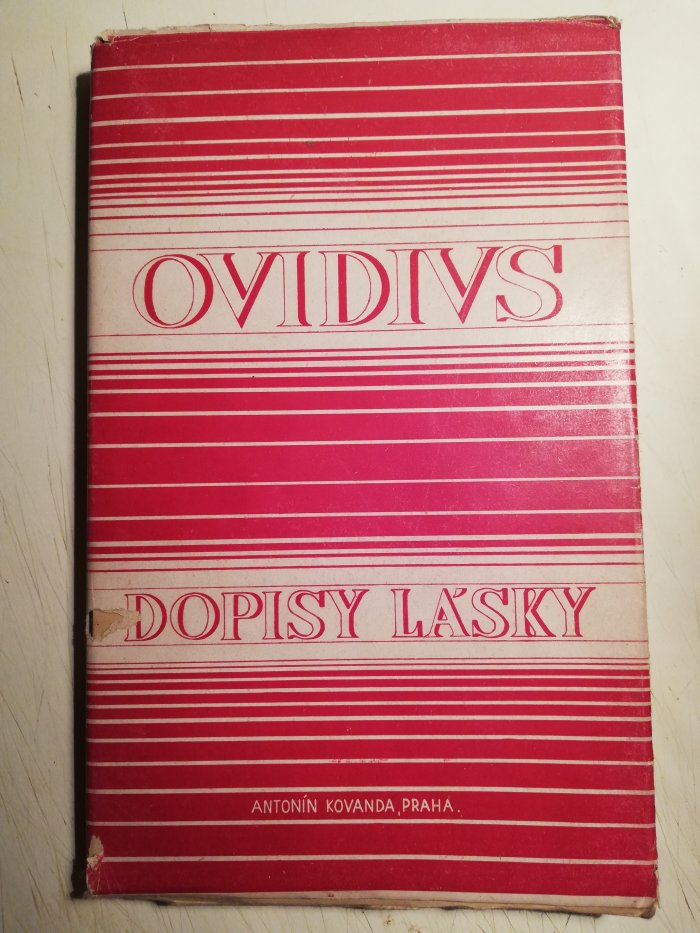 OVIDIVS
DOPISY LÁSKY
ANTONÍN KOVANDA, PRAHA.